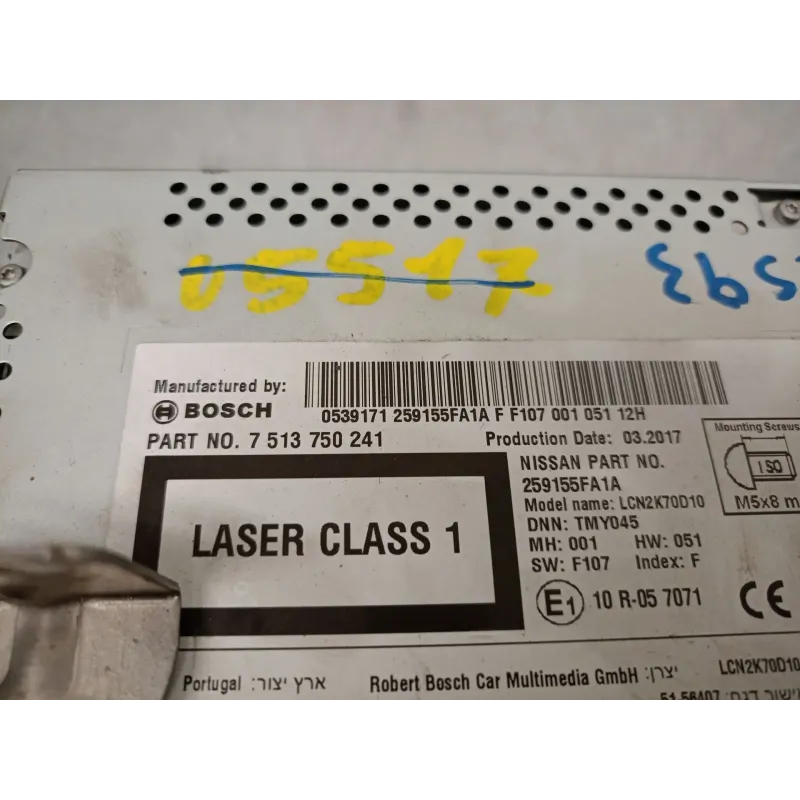 05517
Manufactured by:
BOSCH
0539171 259155FA1A F F107 001 051 12H
PART NO. 7 513 750 241
Production Date: 03.2017
LASER CLASS 1
NISSAN PART NO.
259155FA1A
Model name: LCN2K70D10
DNN: TMY045
MH: 001 HW: 051
SW: F107 Index: F
E1 10 R-05 7071
CE
Mounting Screws
ISO
M5x8 m
Portugal ארץ יצור:
Robert Bosch Car Multimedia GmbH יצרן:
LCN2K70D10
51 56407